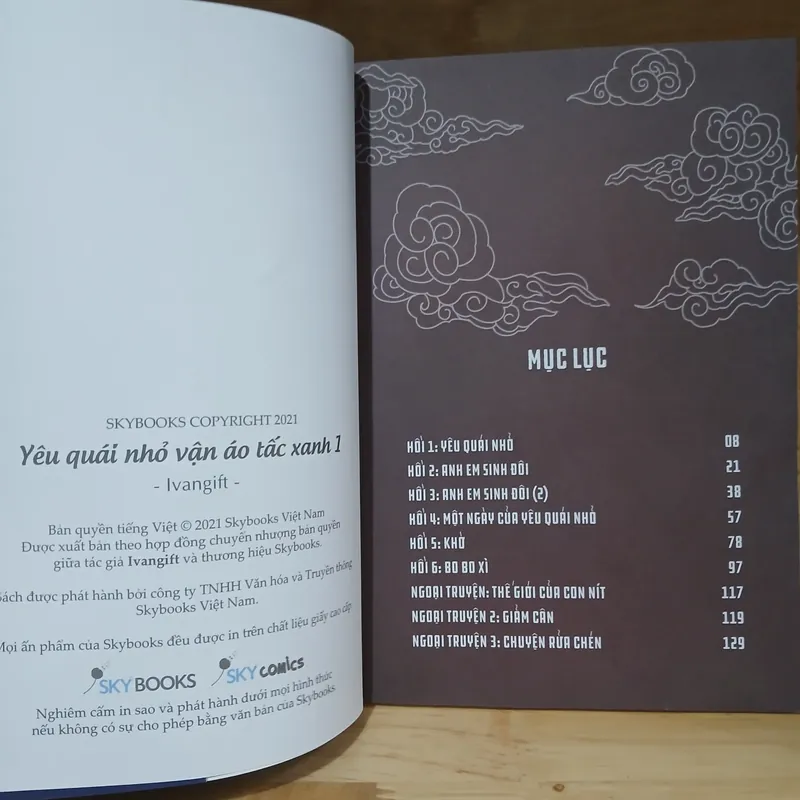 SKYBOOKS COPYRIGHT 2021
Yêu quái nhỏ vận áo tấc xanh 1
- Ivangift -
Bản quyền tiếng Việt © 2021 Skybooks Việt Nam
Được xuất bản theo hợp đồng chuyển nhượng bản quyền
giữa tác giả Ivangift và thương hiệu Skybooks.
Sách được phát hành bởi công ty TNHH Văn hóa và Truyền thông
Skybooks Việt Nam.
Mọi ấn phẩm của Skybooks đều được in trên chất liệu giấy cao cấp
SKYBOOKS
SKYcomics
Nghiêm cấm in sao và phát hành dưới mọi hình thức
nếu không có sự cho phép bằng văn bản của Skybooks
MỤC LỤC
HỒI 1: YÊU QUÁI NHỎ 08
HỒI 2: ANH EM SINH ĐÔI 21
HỒI 3: ANH EM SINH ĐÔI (2) 38
HỒI 4: MỘT NGÀY CỦA YÊU QUÁI NHỎ 57
HỒI 5: KHỜ 78
HỒI 6: BO BO XÌ 97
NGOẠI TRUYỆN: THẾ GIỚI CỦA CON NÍT 117
NGOẠI TRUYỆN 2: GIẢM CÂN 119
NGOẠI TRUYỆN 3: CHUYỆN RỬA CHÉN 129